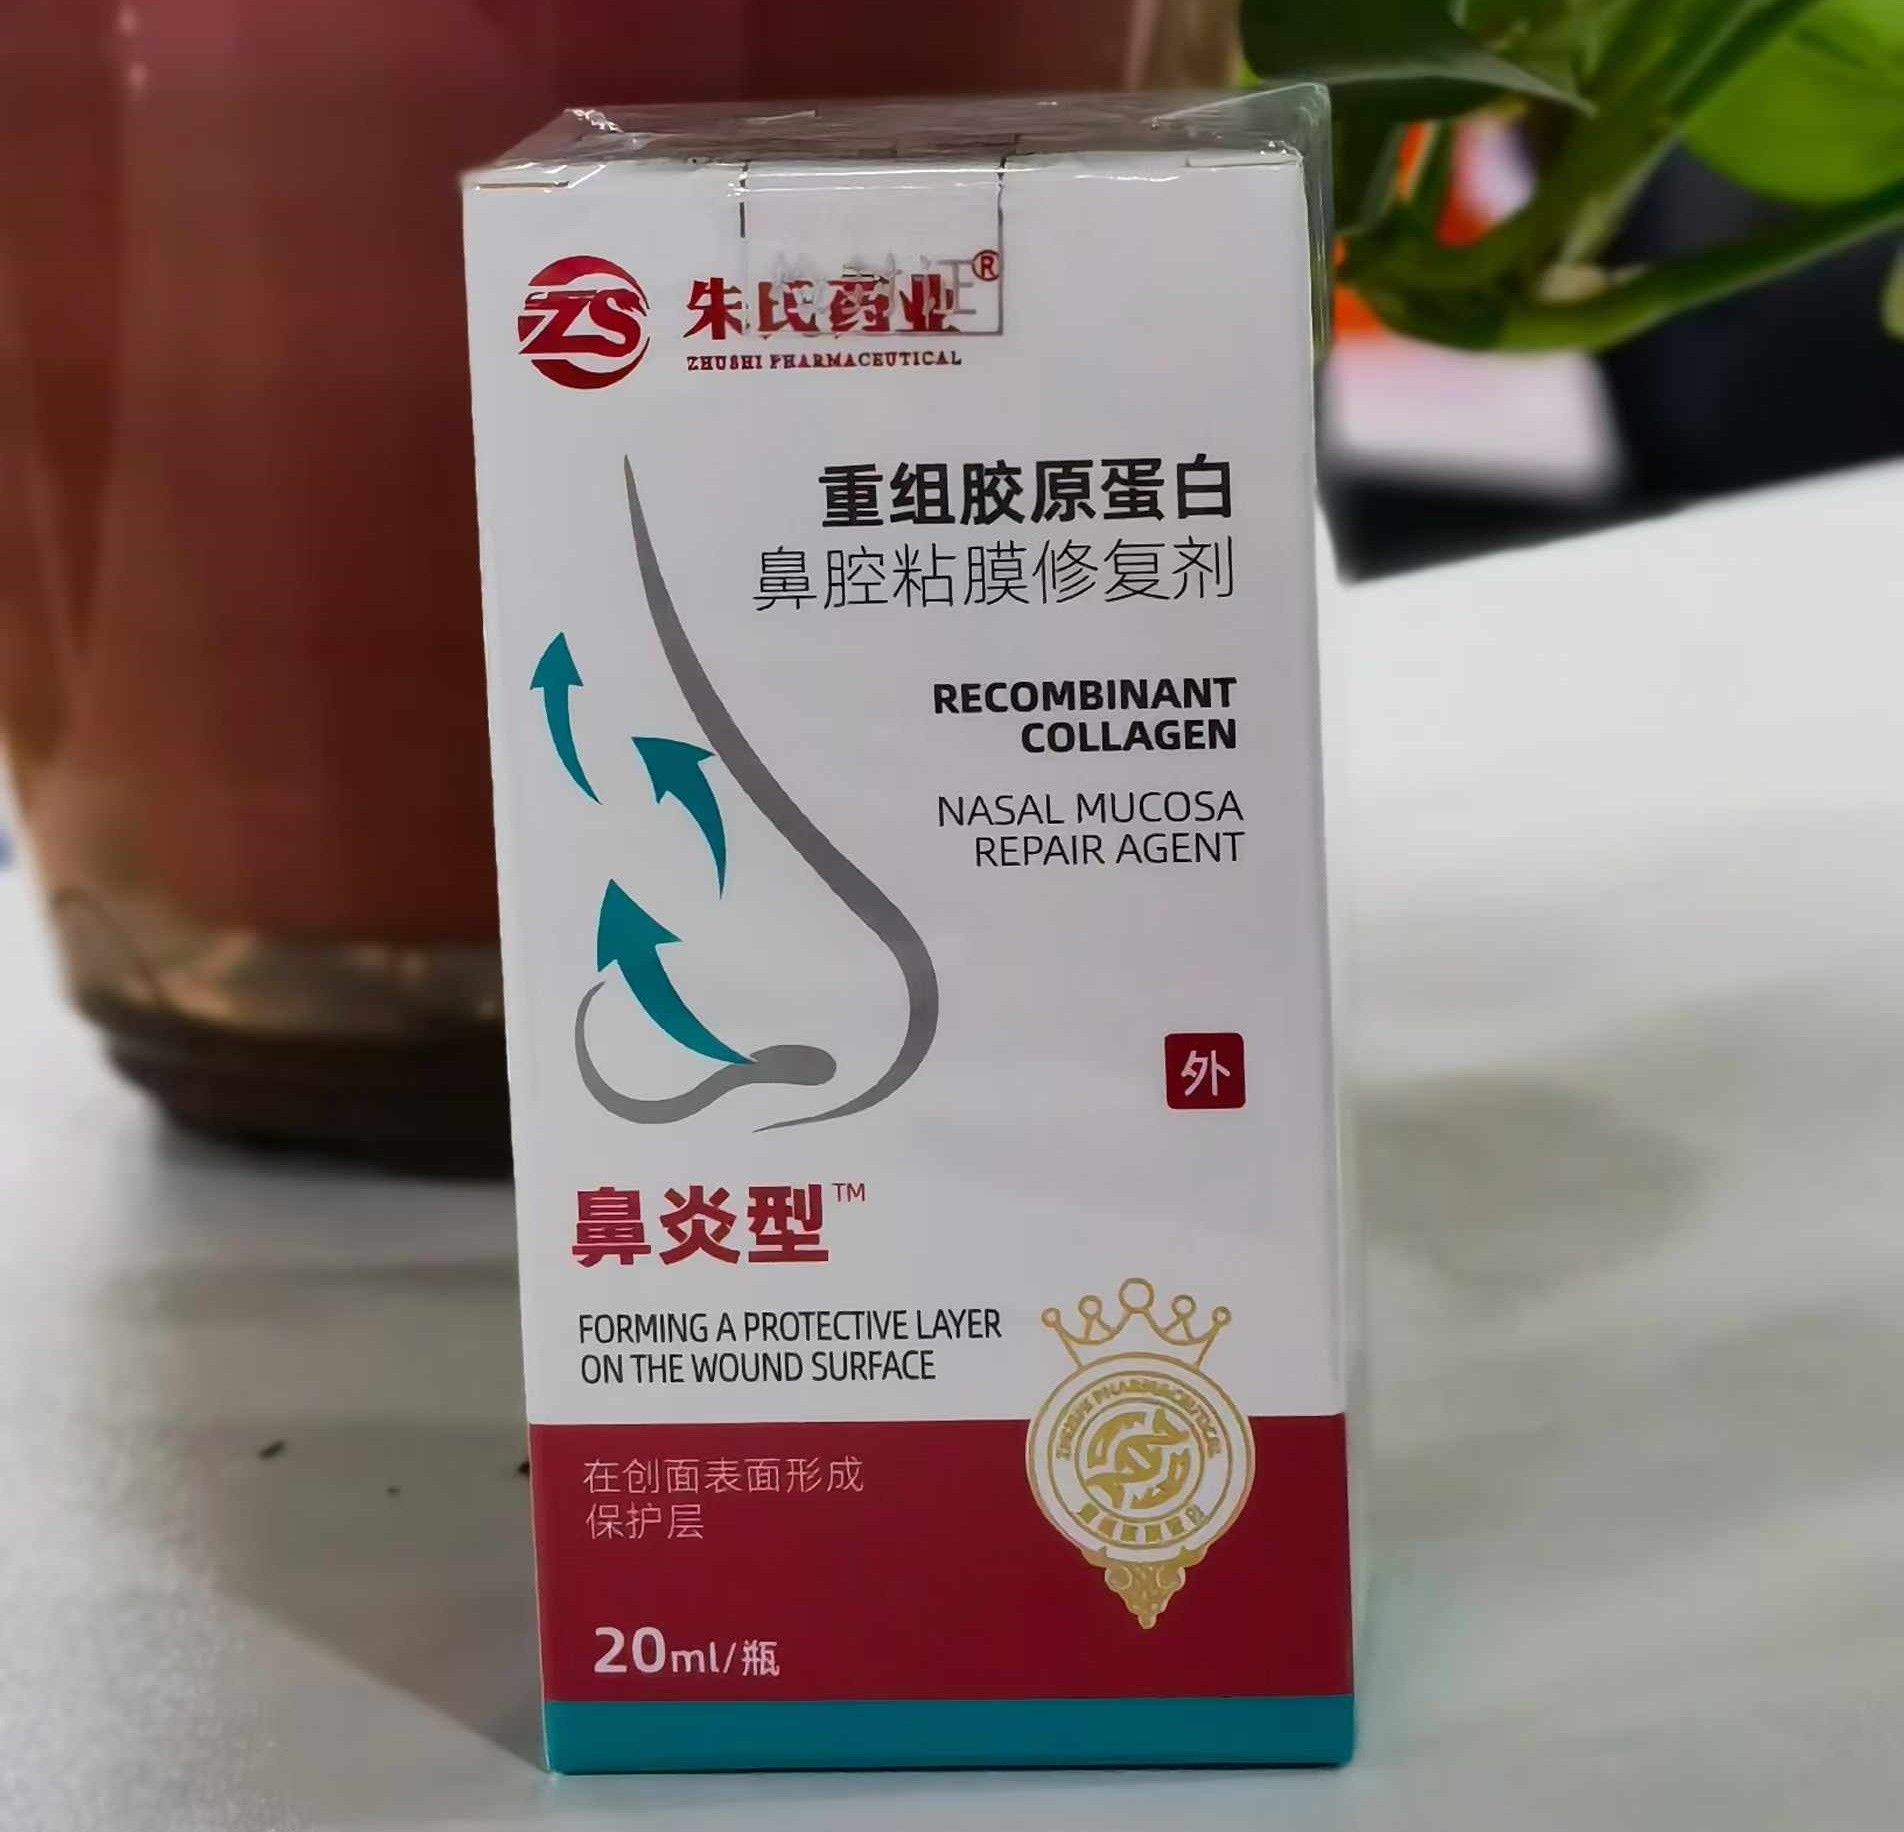 ZS
朱氏药业®
ZHUSHI PHARMACEUTICAL
重组胶原蛋白
鼻腔粘膜修复剂
RECOMBINANT
COLLAGEN
NASAL MUCOSA
REPAIR AGENT
外
鼻炎型™
FORMING A PROTECTIVE LAYER
ON THE WOUND SURFACE
ZHUSHI PHARMACEUTICAL
在创面表面形成
保护层
20ml/瓶